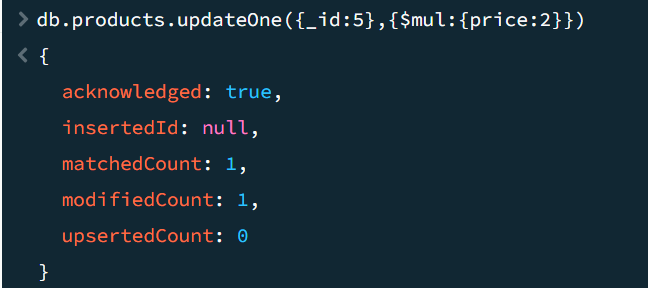 > db.products.updateOne({_id:5},{$mul:{price:2}})
< {
acknowledged: true,
insertedId: null,
matchedCount: 1,
modifiedCount: 1,
upsertedCount: 0
}